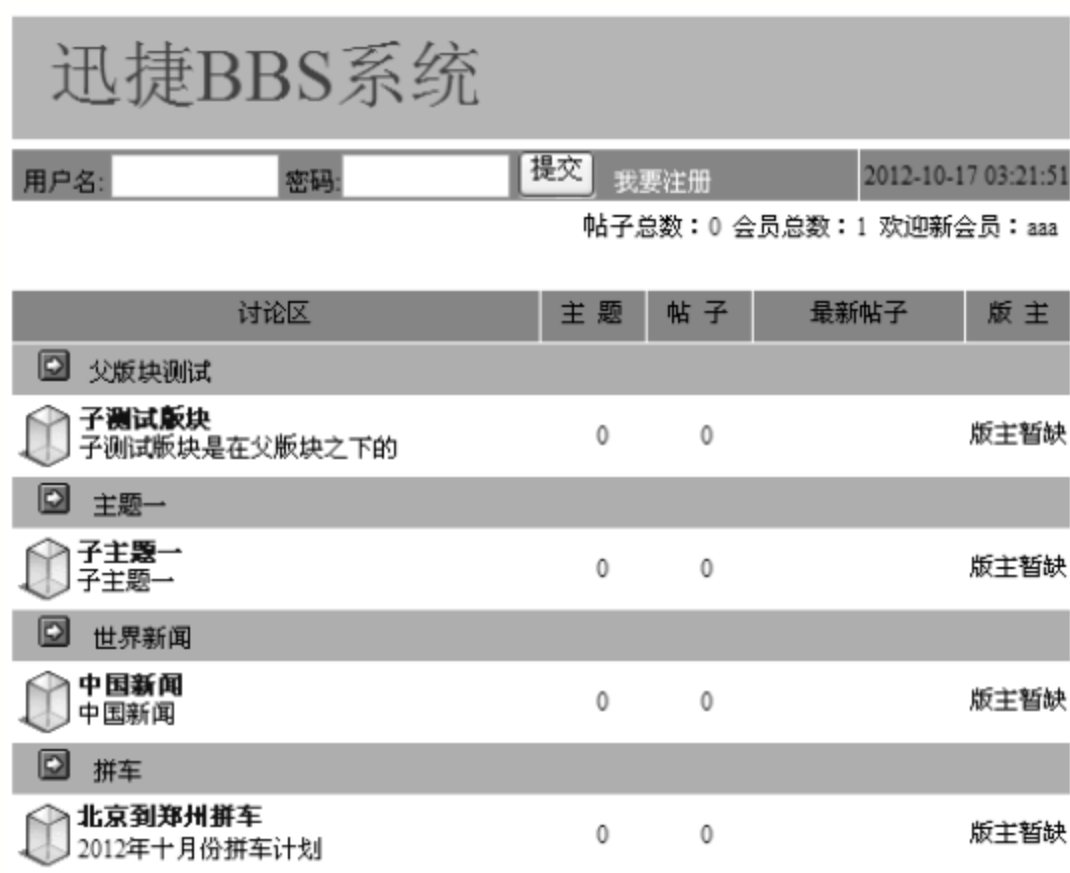 迅捷BBS系统
用户名: 密码: 提交 我要注册 2012-10-17 03:21:51
帖子总数：0 会员总数：1 欢迎新会员：aaa
讨论区 主 题 帖 子 最新帖子 版 主
父版块测试
子测试版块
子测试版块是在父版块之下的 0 0 版主暂缺
主题一
子主题一
子主题一 0 0 版主暂缺
世界新闻
中国新闻
中国新闻 0 0 版主暂缺
拼车
北京到郑州拼车
2012年十月份拼车计划 0 0 版主暂缺